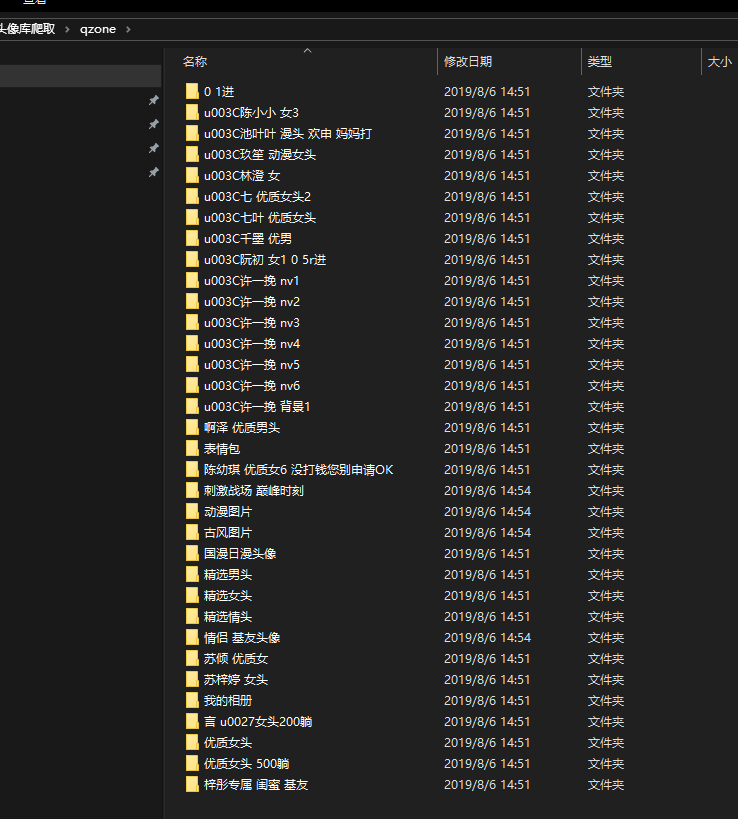 查看
头像库爬取 › qzone ›
名称 修改日期 类型 大小
0 1进 2019/8/6 14:51 文件夹
u003C陈小小 女3 2019/8/6 14:51 文件夹
u003C池叶叶 漫头 欢申 妈妈打 2019/8/6 14:51 文件夹
u003C玖笙 动漫女头 2019/8/6 14:51 文件夹
u003C林澄 女 2019/8/6 14:51 文件夹
u003C七 优质女头2 2019/8/6 14:51 文件夹
u003C七叶 优质女头 2019/8/6 14:51 文件夹
u003C千墨 优男 2019/8/6 14:51 文件夹
u003C阮初 女1 0 5r进 2019/8/6 14:51 文件夹
u003C许一挽 nv1 2019/8/6 14:51 文件夹
u003C许一挽 nv2 2019/8/6 14:51 文件夹
u003C许一挽 nv3 2019/8/6 14:51 文件夹
u003C许一挽 nv4 2019/8/6 14:51 文件夹
u003C许一挽 nv5 2019/8/6 14:51 文件夹
u003C许一挽 nv6 2019/8/6 14:51 文件夹
u003C许一挽 背景1 2019/8/6 14:51 文件夹
啊泽 优质男头 2019/8/6 14:51 文件夹
表情包 2019/8/6 14:51 文件夹
陈幼琪 优质女6 没打钱您别申请OK 2019/8/6 14:51 文件夹
刺激战场 巅峰时刻 2019/8/6 14:54 文件夹
动漫图片 2019/8/6 14:54 文件夹
古风图片 2019/8/6 14:54 文件夹
国漫日漫头像 2019/8/6 14:51 文件夹
精选男头 2019/8/6 14:51 文件夹
精选女头 2019/8/6 14:51 文件夹
精选情头 2019/8/6 14:51 文件夹
情侣 基友头像 2019/8/6 14:54 文件夹
苏倾 优质女 2019/8/6 14:51 文件夹
苏梓婷 女头 2019/8/6 14:51 文件夹
我的相册 2019/8/6 14:51 文件夹
言 u0027女头200躺 2019/8/6 14:51 文件夹
优质女头 2019/8/6 14:51 文件夹
优质女头 500躺 2019/8/6 14:51 文件夹
梓彤专属 闺蜜 基友 2019/8/6 14:51 文件夹